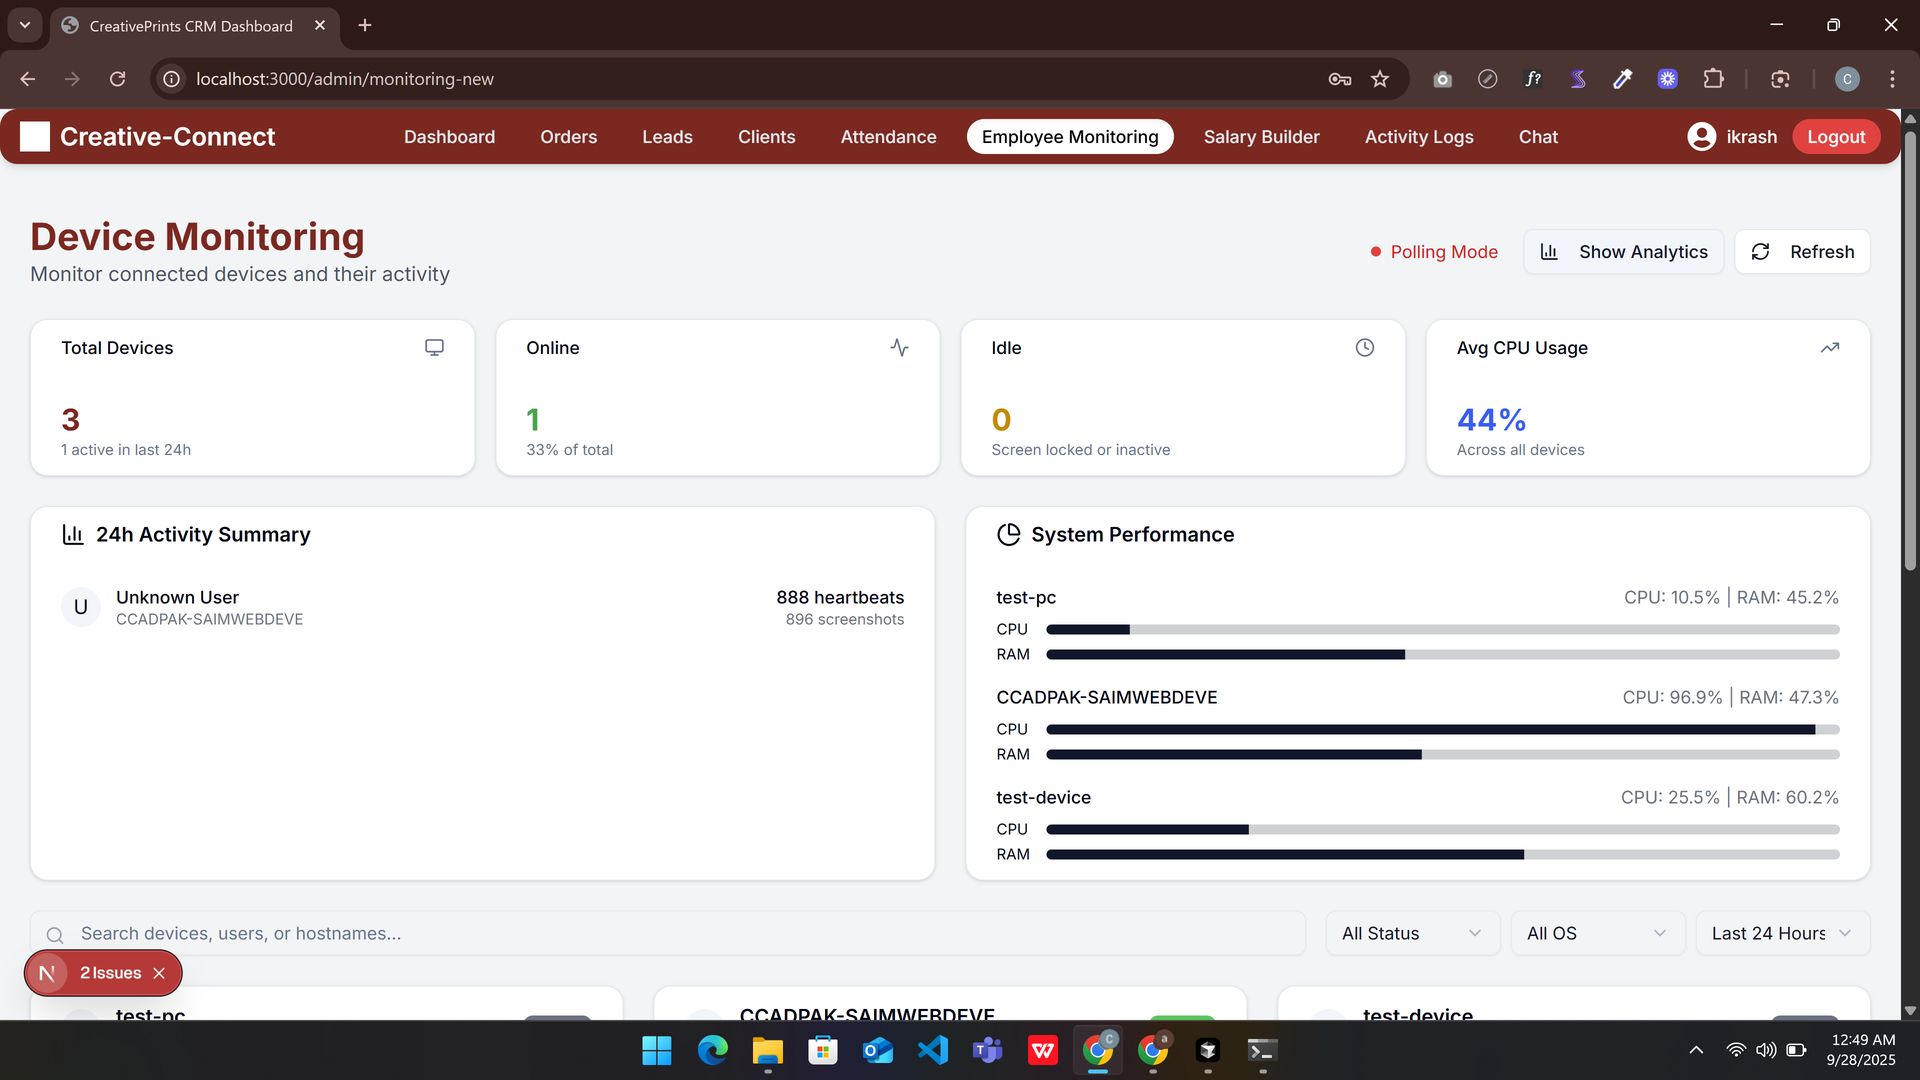 CreativePrints CRM Dashboard
localhost:3000/admin/monitoring-new
f?
C
Creative-Connect
Dashboard
Orders
Leads
Clients
Attendance
Employee Monitoring
Salary Builder
Activity Logs
Chat
ikrash
Logout
Device Monitoring
Monitor connected devices and their activity
Polling Mode
Show Analytics
Refresh
Total Devices
3
1 active in last 24h
Online
1
33% of total
Idle
0
Screen locked or inactive
Avg CPU Usage
44%
Across all devices
24h Activity Summary
U
Unknown User
CCADPAK-SAIMWEBDEVE
888 heartbeats
896 screenshots
System Performance
test-pc
CPU: 10.5% | RAM: 45.2%
CPU
RAM
CCADPAK-SAIMWEBDEVE
CPU: 96.9% | RAM: 47.3%
CPU
RAM
test-device
CPU: 25.5% | RAM: 60.2%
CPU
RAM
Search devices, users, or hostnames...
All Status
All OS
Last 24 Hours
N
2 Issues
test-pc
CCADPAK-SAIMWEBDEVE
test-device
C
a
12:49 AM
9/28/2025